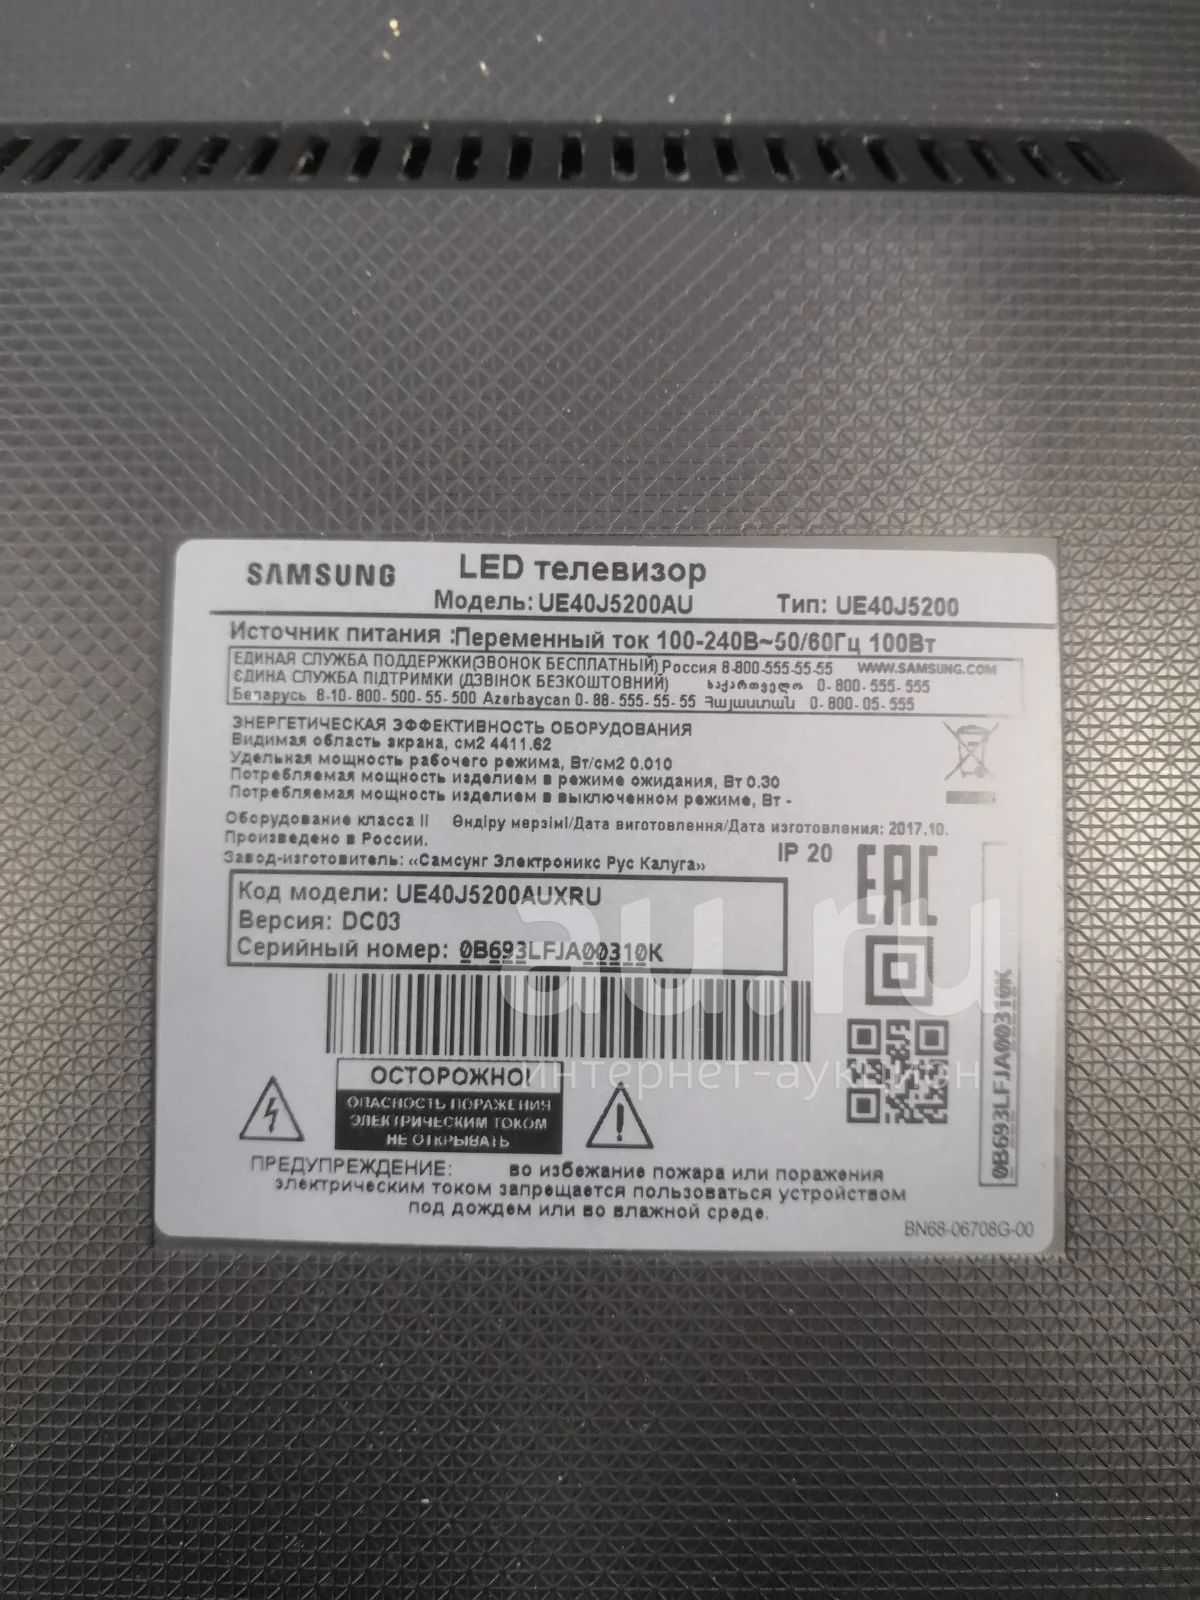 SAMSUNG
LED телевизор
Модель: UE40J5200AU Тип: UE40J5200
Источник питания :Переменный ток 100-240В~50/60Гц 100Вт
ЕДИНАЯ СЛУЖБА ПОДДЕРЖКИ(ЗВОНОК БЕСПЛАТНЫЙ),Россия 8-800-555-55-55 WWW.SAMSUNG.COM
ЄДИНА СЛУЖБА ПІДТРИМКИ (ДЗВІНОК БЕЗКОШТОВНИЙ) საქართველო 0-800-555-555
Беларусь 8-10-800-500-55-500 Azerbaycan 0-88-555-55-55 Հայաստան 0-800-05-555
ЭНЕРГЕТИЧЕСКАЯ ЭФФЕКТИВНОСТЬ ОБОРУДОВАНИЯ
Видимая область экрана, см2 4411.62
Удельная мощность рабочего режима, Вт/см2 0.010
Потребляемая мощность изделием в режиме ожидания, Вт 0.30
Потребляемая мощность изделием в выключенном режиме, Вт -
Оборудование класса II Өндіру мерзімі/Дата виготовлення/Дата изготовления: 2017.10.
Произведено в России.
Завод-изготовитель: «Самсунг Электроникс Рус Калуга»
IP 20
EAC
Код модели: UE40J5200AUXRU
Версия: DC03
Серийный номер: 0B693LFJA00310K
0B693LFJA00310K
au.ru
интернет-аукцион
ОСТОРОЖНО!
ОПАСНОСТЬ ПОРАЖЕНИЯ
ЭЛЕКТРИЧЕСКИМ ТОКОМ
НЕ ОТКРЫВАТЬ
ПРЕДУПРЕЖДЕНИЕ: во избежание пожара или поражения
электрическим током запрещается пользоваться устройством
под дождем или во влажной среде.
BN68-06708G-00